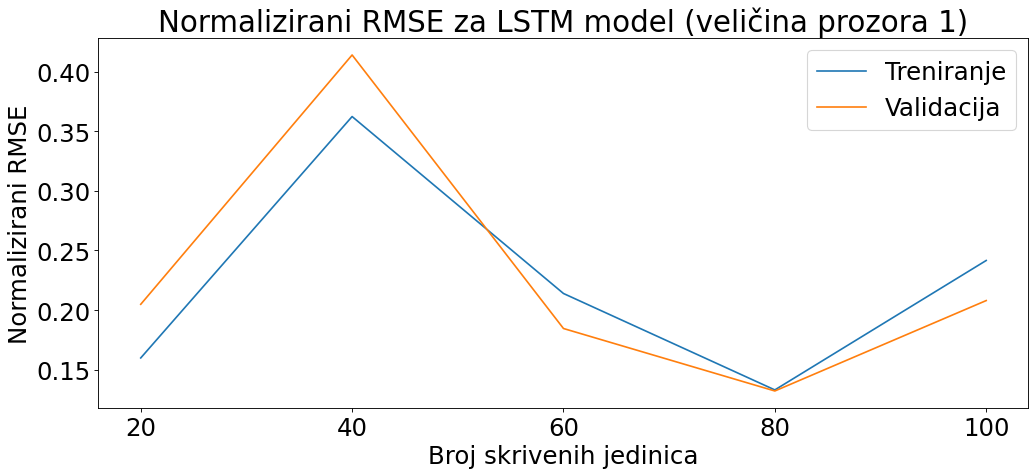 Normalizirani RMSE za LSTM model (veličina prozora 1)
Treniranje
Validacija
Normalizirani RMSE
0.40
0.35
0.30
0.25
0.20
0.15
20 40 60 80 100
Broj skrivenih jedinica